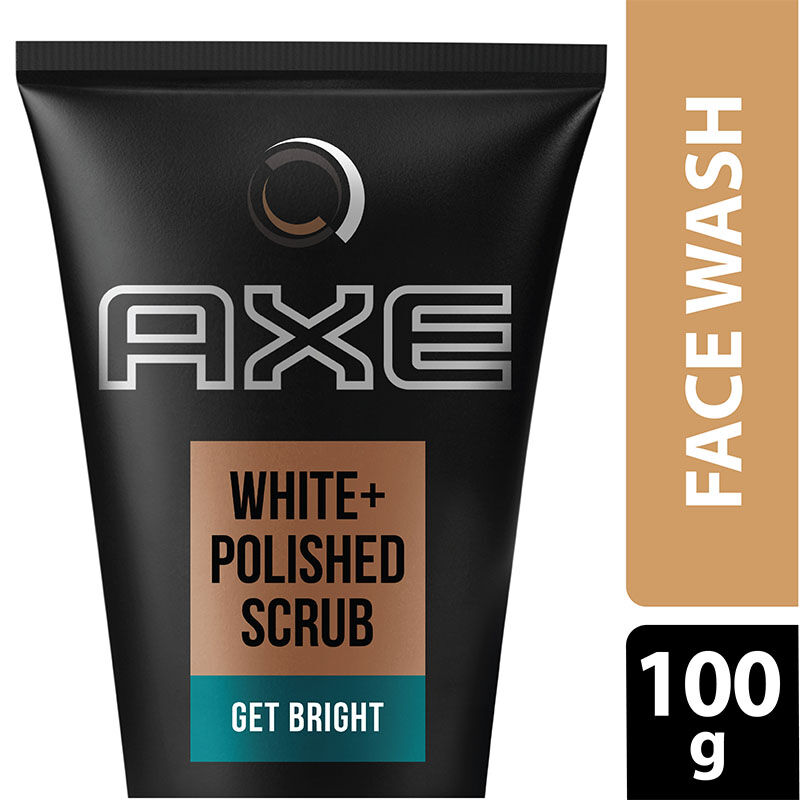 AXE
WHITE+
POLISHED
SCRUB
GET BRIGHT
FACE WASH
100
g